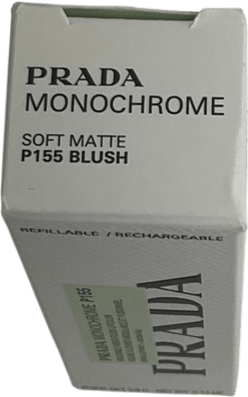 PRADA
MONOCHROME
SOFT MATTE
P155 BLUSH
REFILLABLE / RECHARGEABLE
PRADA MONOCHROME P155
PRADA